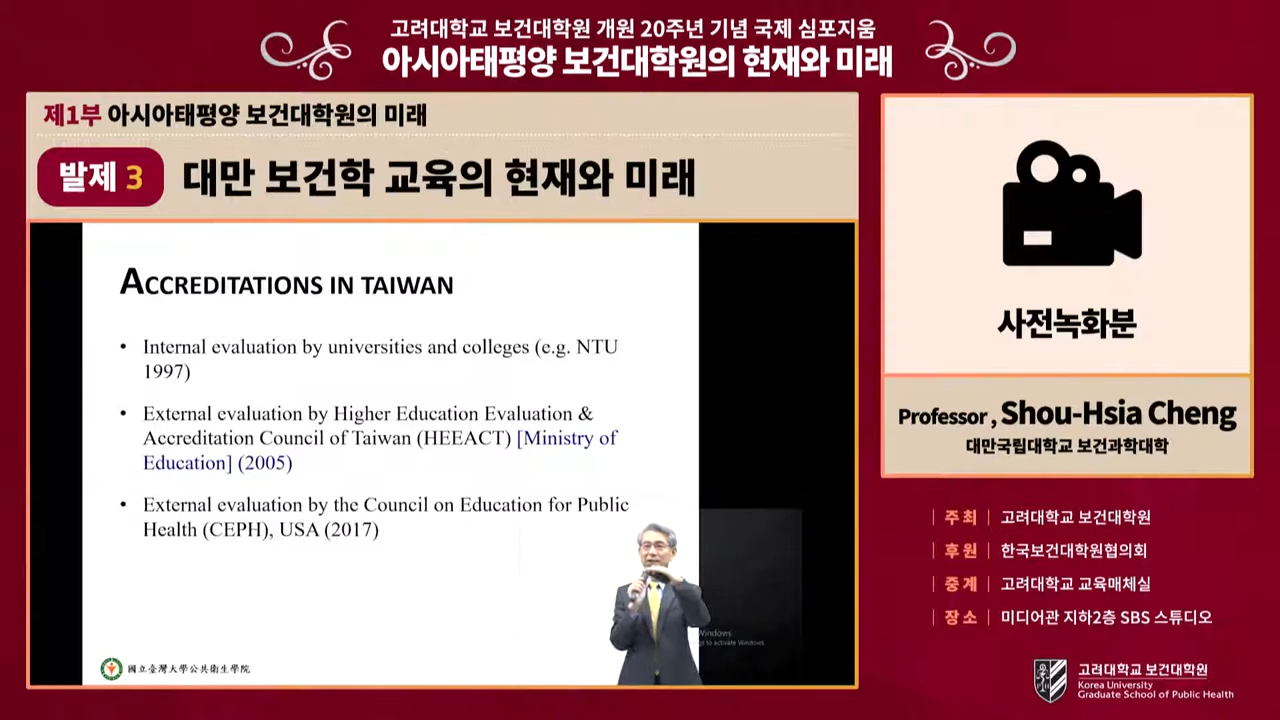 고려대학교 보건대학원 개원 20주년 기념 국제 심포지움
아시아태평양 보건대학원의 현재와 미래
제1부 아시아태평양 보건대학원의 미래
발제 3 대만 보건학 교육의 현재와 미래
ACCREDITATIONS IN TAIWAN
• Internal evaluation by universities and colleges (e.g. NTU
1997)
• External evaluation by Higher Education Evaluation &
Accreditation Council of Taiwan (HEEACT) [Ministry of
Education] (2005)
• External evaluation by the Council on Education for Public
Health (CEPH), USA (2017)
Windows
to activate Windows.
國立臺灣大學公共衛生學院
사전녹화분
Professor , Shou-Hsia Cheng
대만국립대학교 보건과학대학
| 주 최 | 고려대학교 보건대학원
| 후 원 | 한국보건대학원협의회
| 중 계 | 고려대학교 교육매체실
| 장 소 | 미디어관 지하2층 SBS 스튜디오
고려대학교 보건대학원
Korea University
Graduate School of Public Health